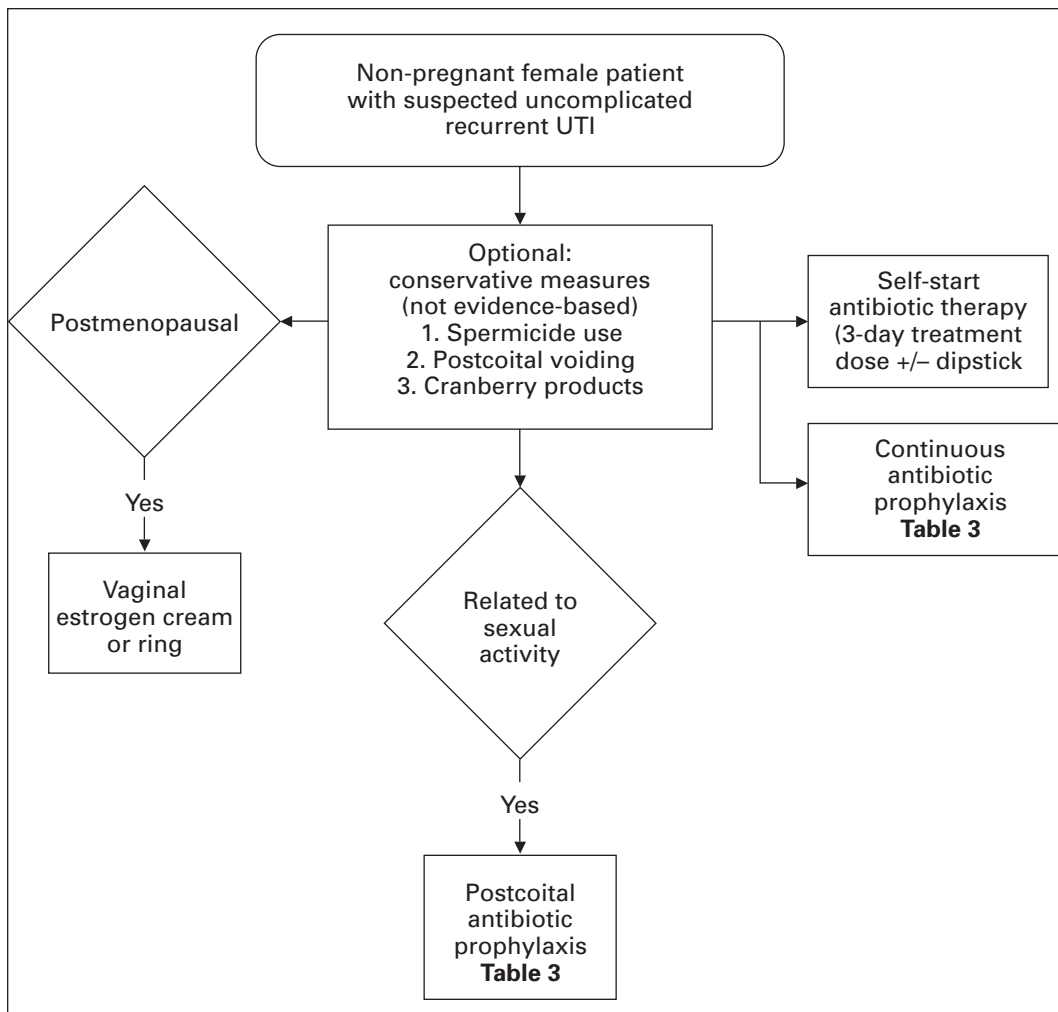 Non-pregnant female patient
with suspected uncomplicated
recurrent UTI
Optional:
conservative measures
(not evidence-based)
1. Spermicide use
2. Postcoital voiding
3. Cranberry products
Postmenopausal
Yes
Vaginal
estrogen cream
or ring
Self-start
antibiotic therapy
(3-day treatment
dose +/– dipstick
Continuous
antibiotic
prophylaxis
Table 3
Related to
sexual
activity
Yes
Postcoital
antibiotic
prophylaxis
Table 3